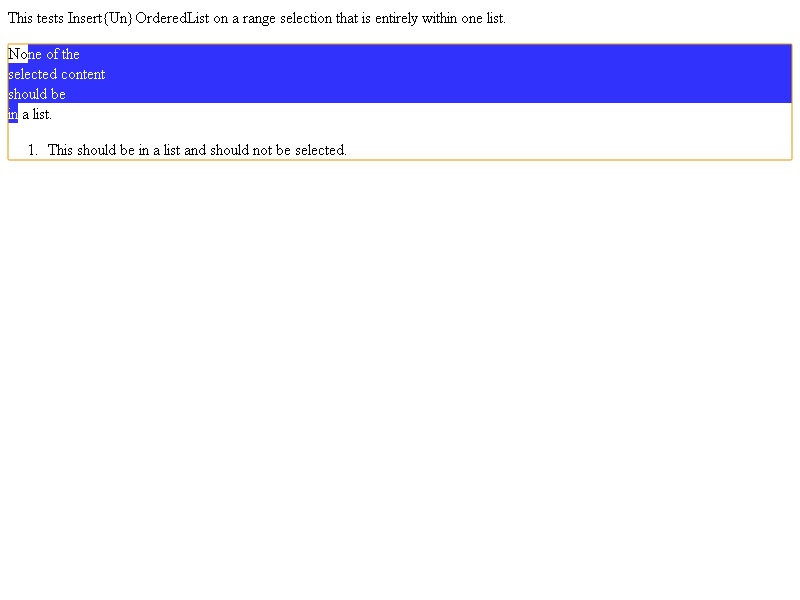 This tests Insert{Un}OrderedList on a range selection that is entirely within one list.
None of the
selected content
should be
in a list.
1. This should be in a list and should not be selected.